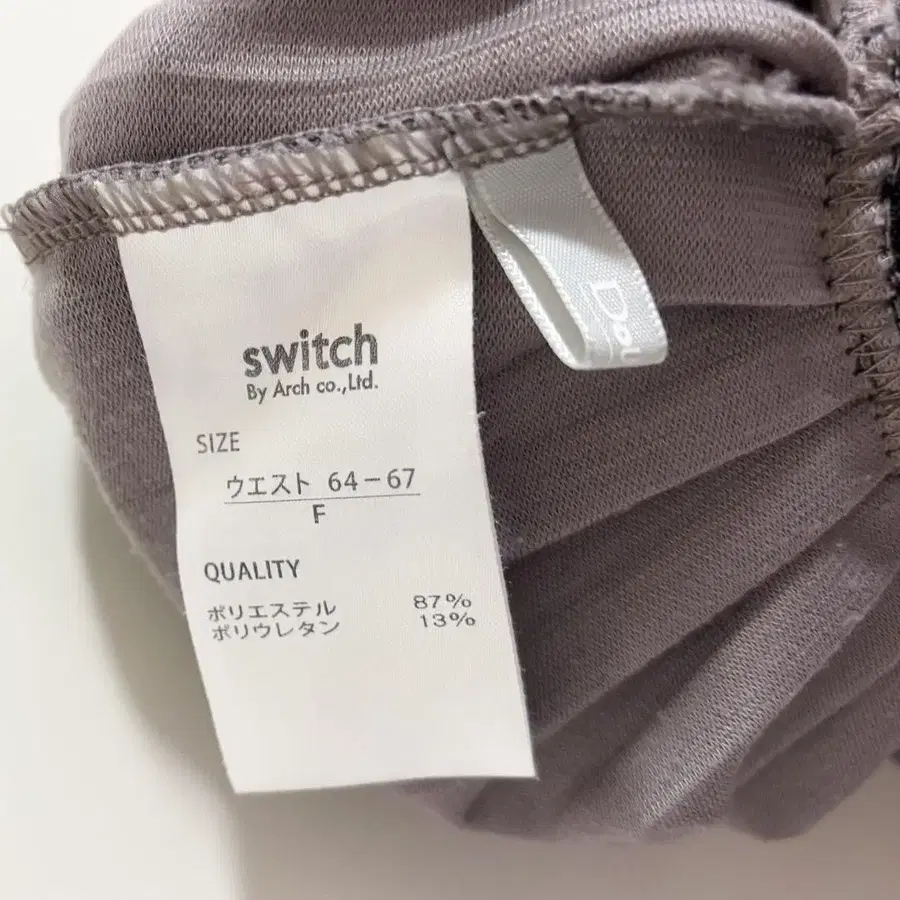 switch
By Arch co.,Ltd.
SIZE
ウエスト 64-67
F
QUALITY
ポリエステル 87%
ポリウレタン 13%